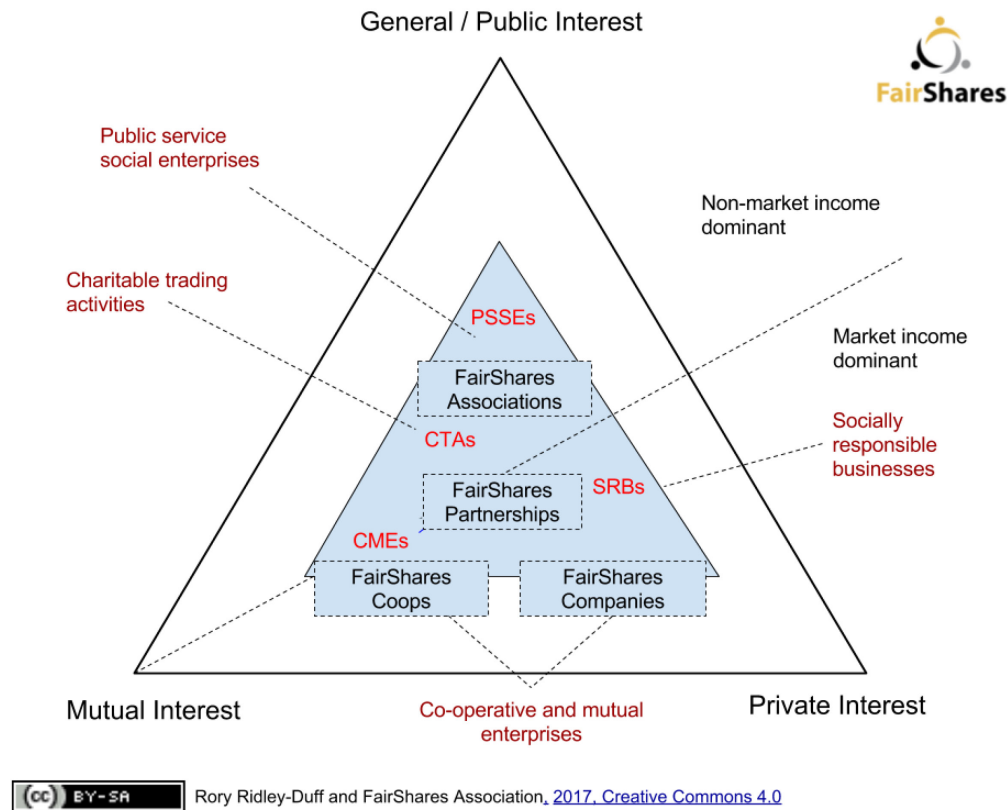 General / Public Interest
FairShares
Public service
social enterprises
Non-market income
dominant
Charitable trading
activities
PSSEs
Market income
dominant
FairShares
Associations
Socially
responsible
businesses
CTAs
SRBs
FairShares
Partnerships
CMEs
FairShares
Coops
FairShares
Companies
Mutual Interest
Co-operative and mutual
enterprises
Private Interest
(cc) BY-SA
Rory Ridley-Duff and FairShares Association, 2017, Creative Commons 4.0